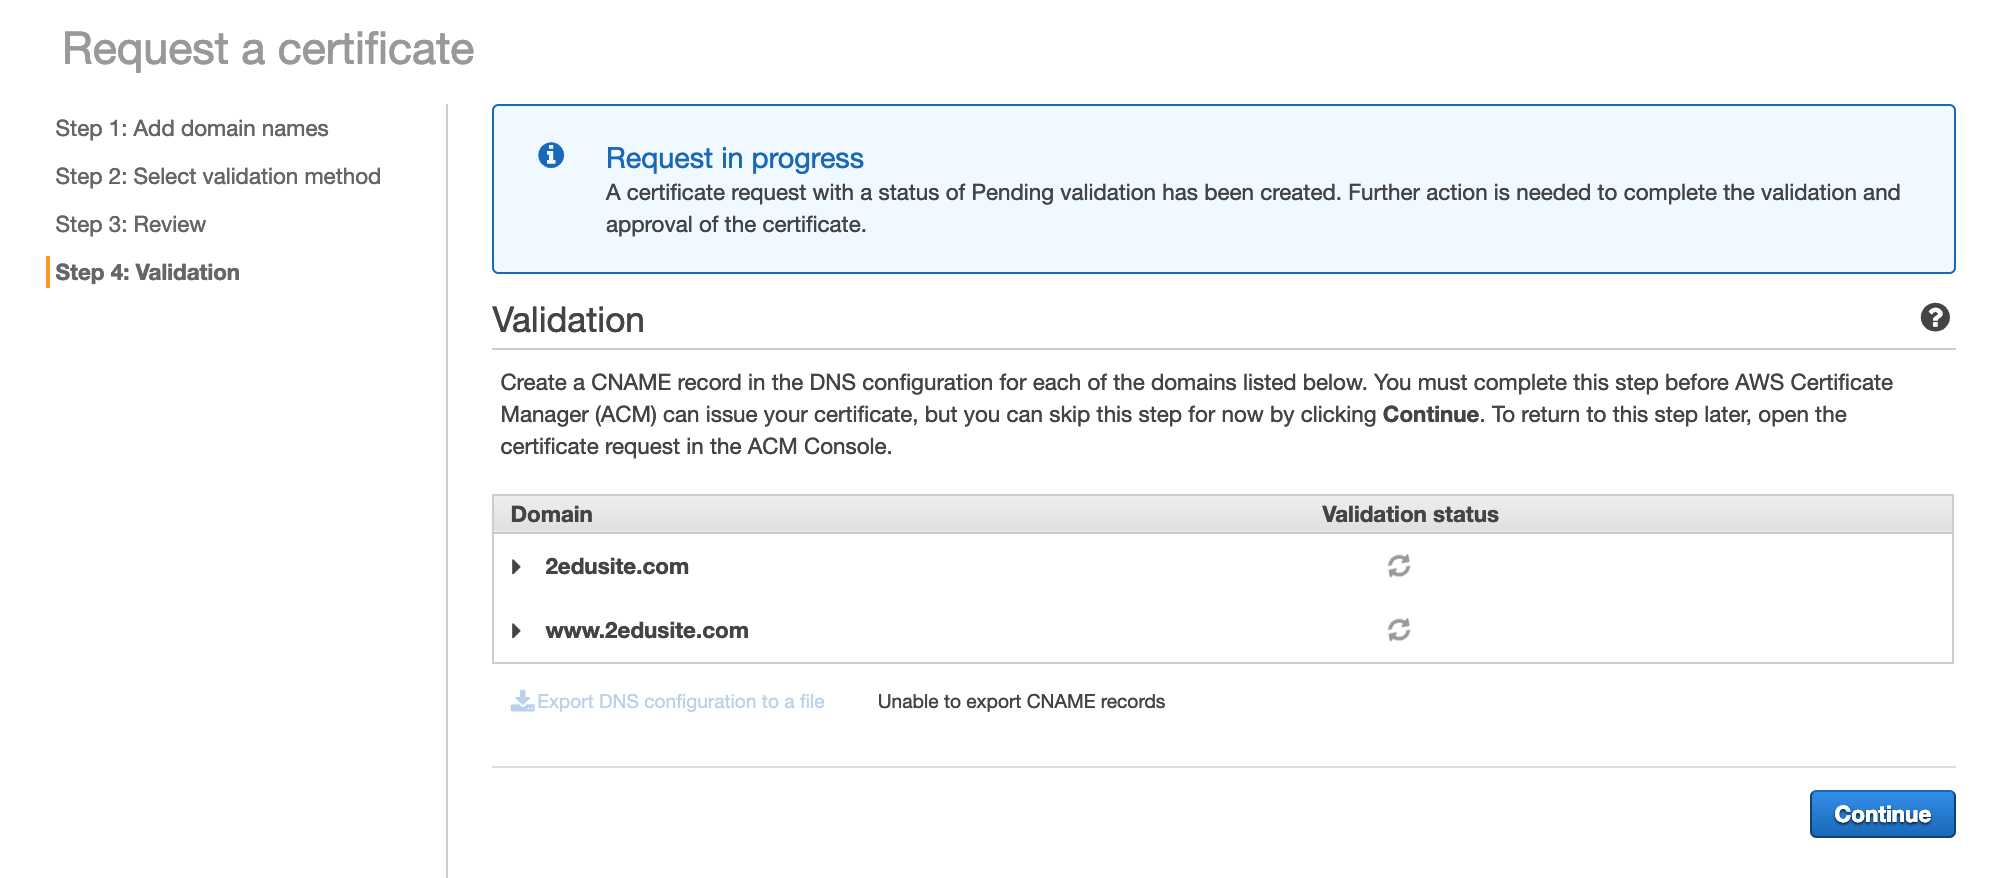 Request a certificate
Step 1: Add domain names
Step 2: Select validation method
Step 3: Review
Step 4: Validation
Request in progress
A certificate request with a status of Pending validation has been created. Further action is needed to complete the validation and
approval of the certificate.
Validation
Create a CNAME record in the DNS configuration for each of the domains listed below. You must complete this step before AWS Certificate
Manager (ACM) can issue your certificate, but you can skip this step for now by clicking Continue. To return to this step later, open the
certificate request in the ACM Console.
Domain Validation status
2edusite.com
www.2edusite.com
Export DNS configuration to a file Unable to export CNAME records
Continue